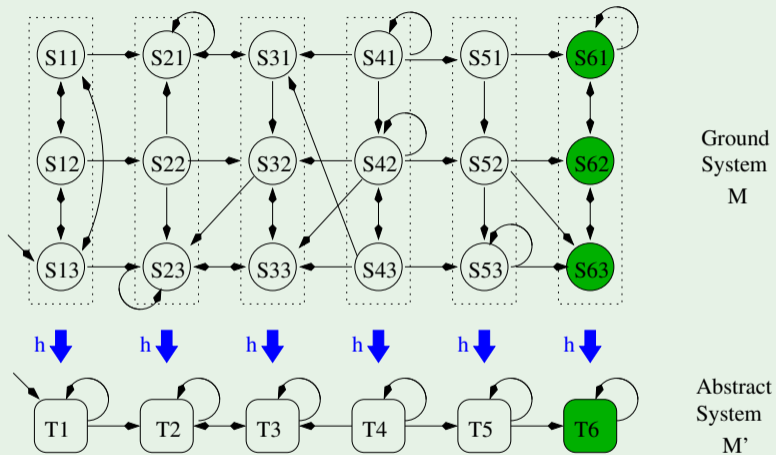 S11 S21 S31 S41 S51 S61
S12 S22 S32 S42 S52 S62
S13 S23 S33 S43 S53 S63
Ground
System
M
h h h h h h
T1 T2 T3 T4 T5 T6
Abstract
System
M'